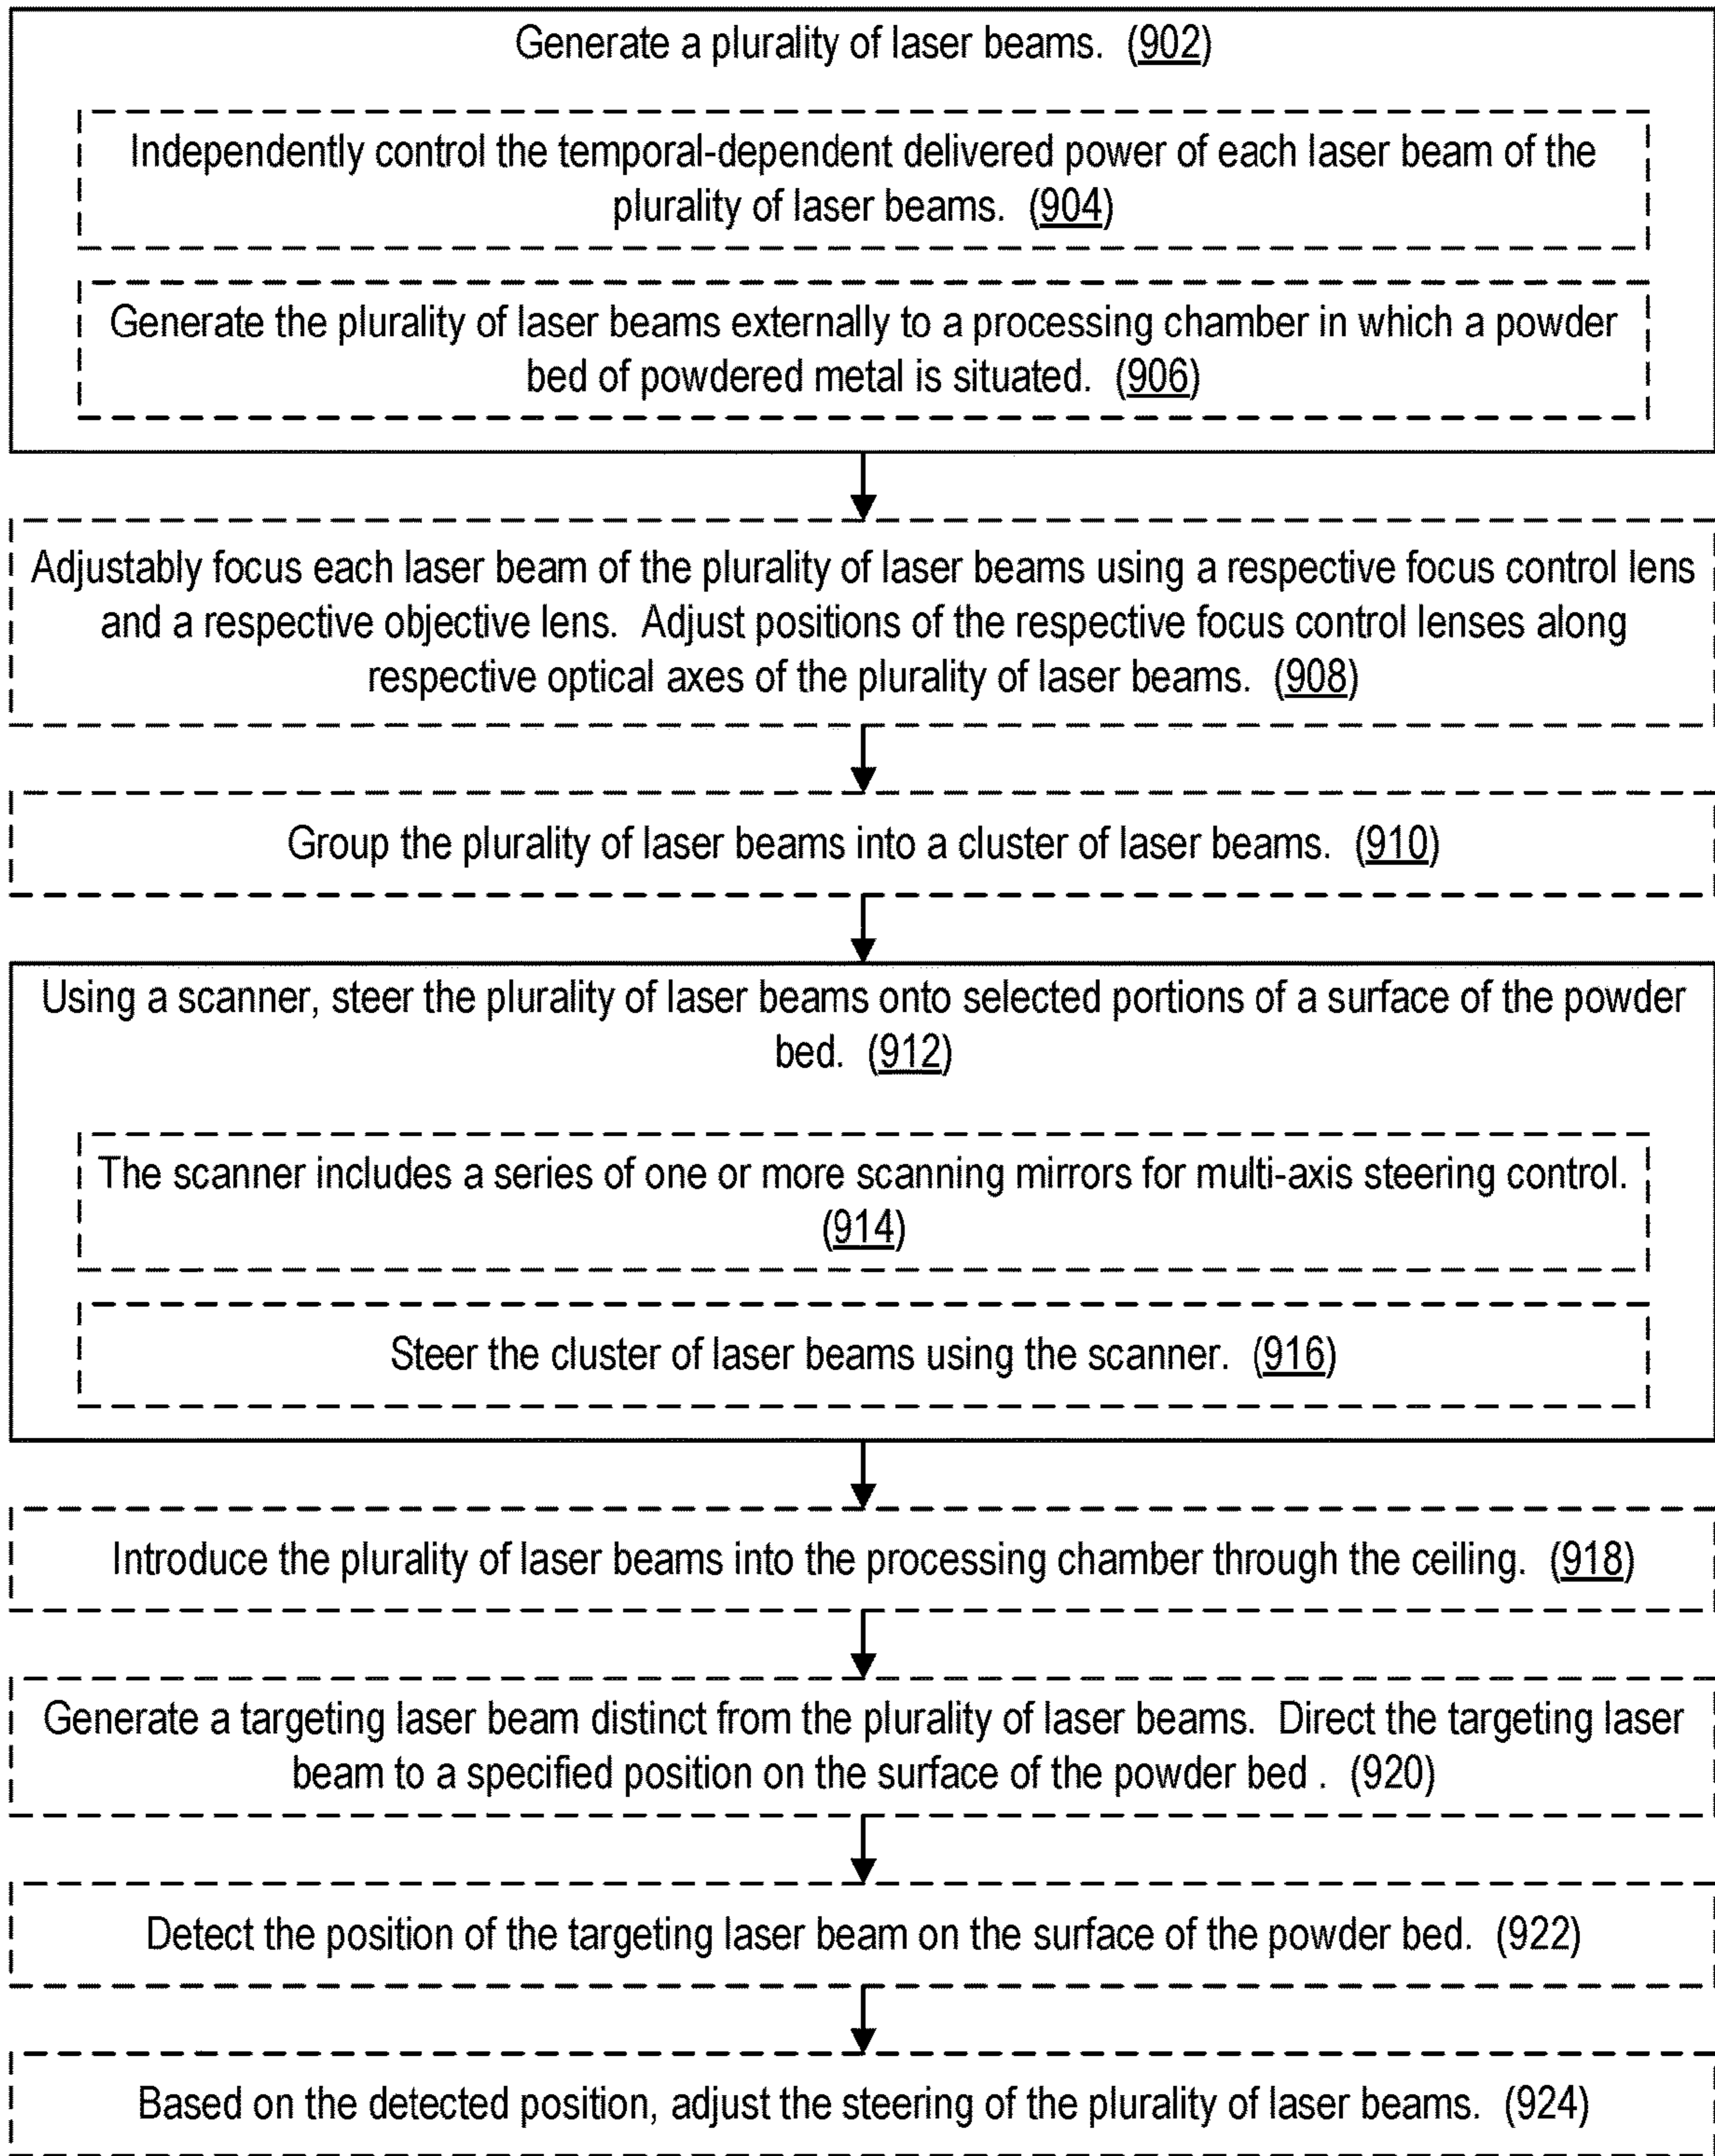 Generate a plurality of laser beams. (902)
Independently control the temporal-dependent delivered power of each laser beam of the
plurality of laser beams. (904)
Generate the plurality of laser beams externally to a processing chamber in which a powder
bed of powdered metal is situated. (906)
Adjustably focus each laser beam of the plurality of laser beams using a respective focus control lens
and a respective objective lens. Adjust positions of the respective focus control lenses along
respective optical axes of the plurality of laser beams. (908)
Group the plurality of laser beams into a cluster of laser beams. (910)
Using a scanner, steer the plurality of laser beams onto selected portions of a surface of the powder
bed. (912)
The scanner includes a series of one or more scanning mirrors for multi-axis steering control.
(914)
Steer the cluster of laser beams using the scanner. (916)
Introduce the plurality of laser beams into the processing chamber through the ceiling. (918)
Generate a targeting laser beam distinct from the plurality of laser beams. Direct the targeting laser
beam to a specified position on the surface of the powder bed . (920)
Detect the position of the targeting laser beam on the surface of the powder bed. (922)
Based on the detected position, adjust the steering of the plurality of laser beams. (924)